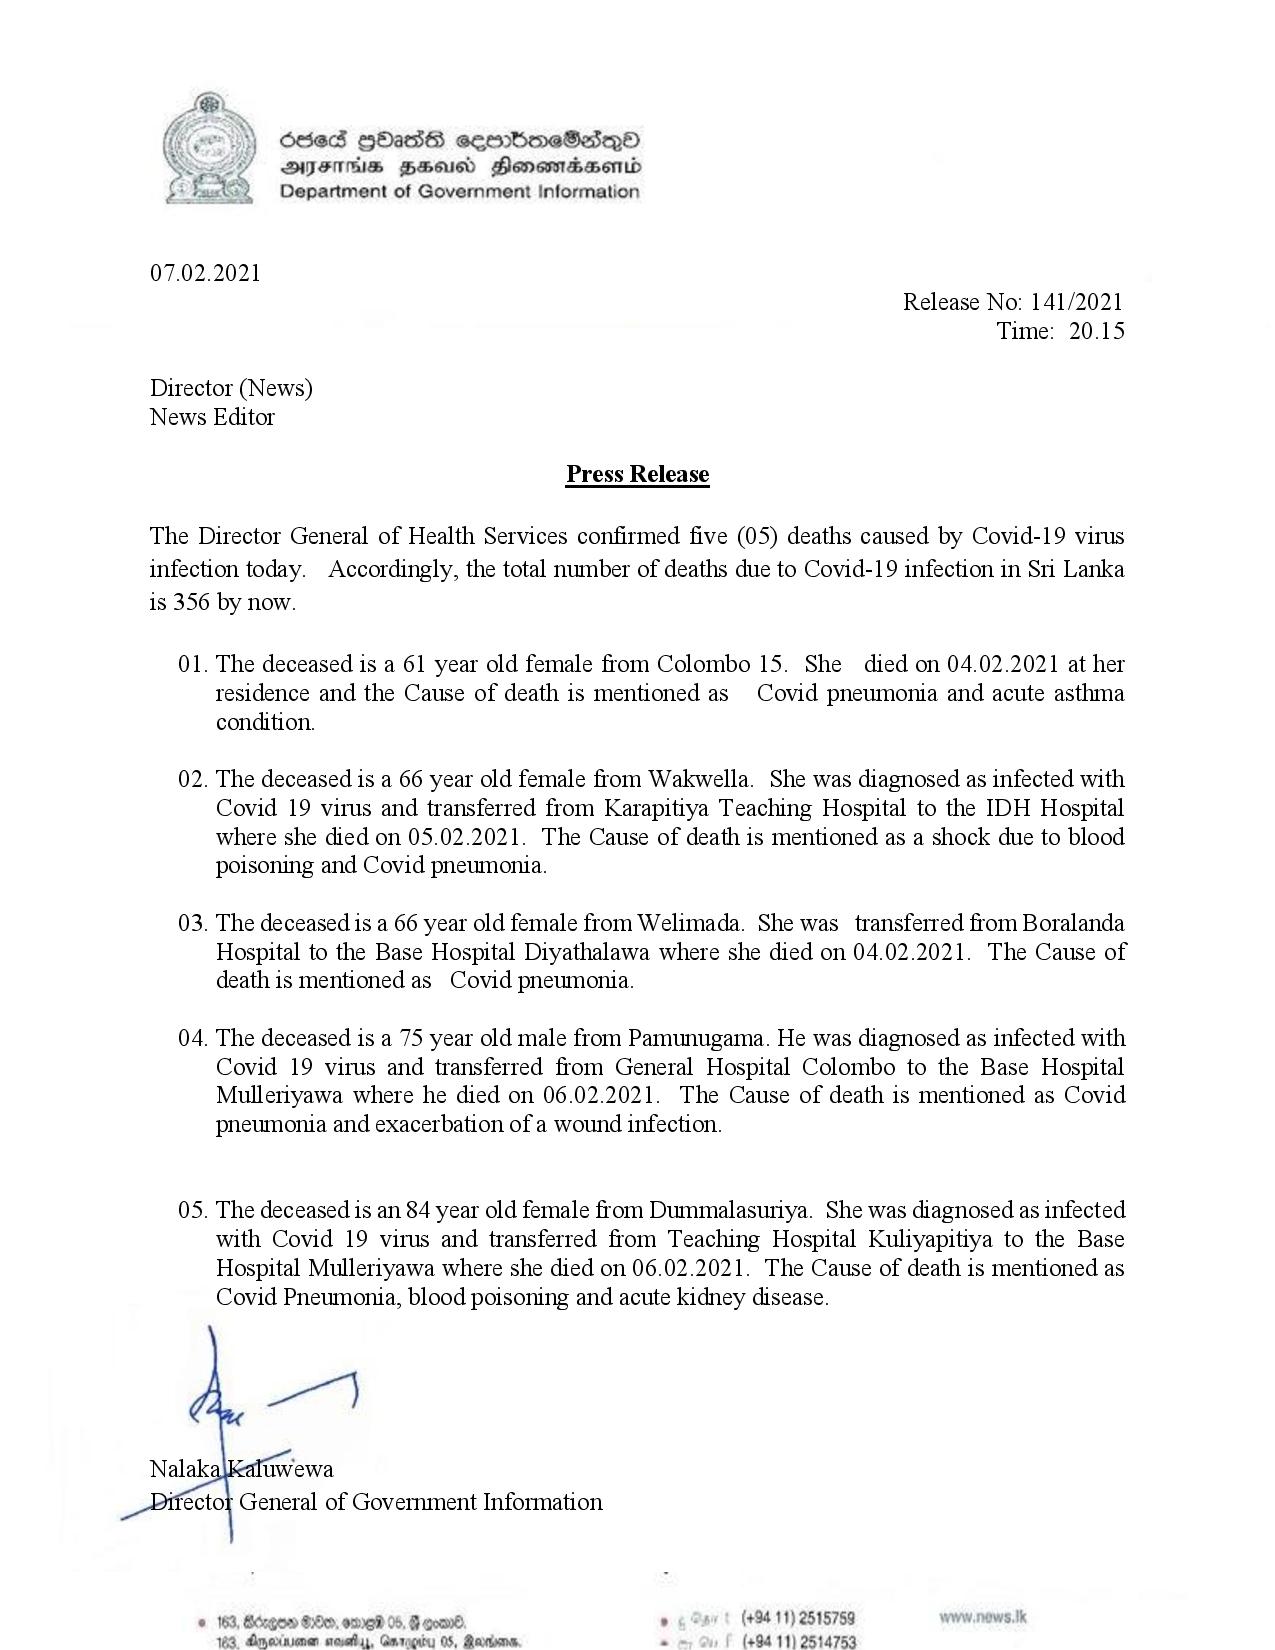 රජයේ ප්‍රවෘත්ති දෙපාර්තමේන්තුව
அரசாங்க தகவல் திணைக்களம்
Department of Government Information
07.02.2021
Release No: 141/2021
Time: 20.15
Director (News)
News Editor
Press Release
The Director General of Health Services confirmed five (05) deaths caused by Covid-19 virus
infection today. Accordingly, the total number of deaths due to Covid-19 infection in Sri Lanka
is 356 by now.
01. The deceased is a 61 year old female from Colombo 15. She died on 04.02.2021 at her
residence and the Cause of death is mentioned as Covid pneumonia and acute asthma
condition.
02. The deceased is a 66 year old female from Wakwella. She was diagnosed as infected with
Covid 19 virus and transferred from Karapitiya Teaching Hospital to the IDH Hospital
where she died on 05.02.2021. The Cause of death is mentioned as a shock due to blood
poisoning and Covid pneumonia.
03. The deceased is a 66 year old female from Welimada. She was transferred from Boralanda
Hospital to the Base Hospital Diyathalawa where she died on 04.02.2021. The Cause of
death is mentioned as Covid pneumonia.
04. The deceased is a 75 year old male from Pamunugama. He was diagnosed as infected with
Covid 19 virus and transferred from General Hospital Colombo to the Base Hospital
Mulleriyawa where he died on 06.02.2021. The Cause of death is mentioned as Covid
pneumonia and exacerbation of a wound infection.
05. The deceased is an 84 year old female from Dummalasuriya. She was diagnosed as infected
with Covid 19 virus and transferred from Teaching Hospital Kuliyapitiya to the Base
Hospital Mulleriyawa where she died on 06.02.2021. The Cause of death is mentioned as
Covid Pneumonia, blood poisoning and acute kidney disease.
Nalaka Kaluwewa
Director General of Government Information
163, කිරුලපන මාවත, කොළඹ 05, ශ්‍රී ලංකාව.
163, கிருலப்பனை எவனியூ, கொழும்பு 05, இலங்கை.
(+94 11) 2515759
(+94 11) 2514753
www.news.lk